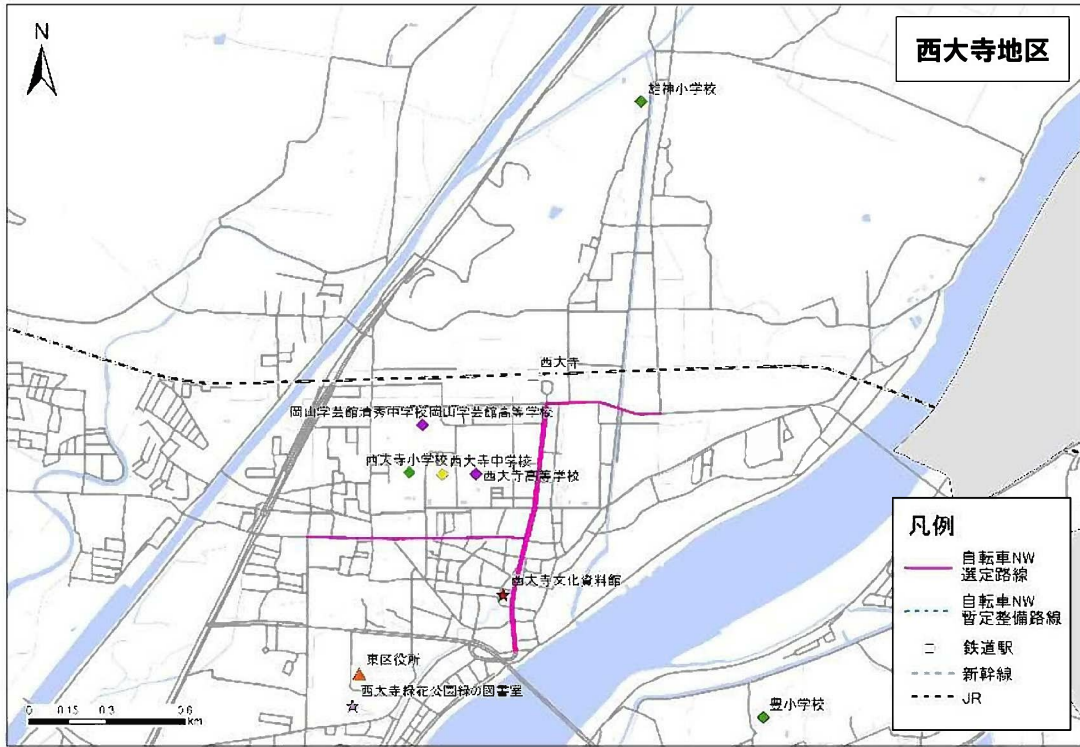 N
西大寺地区
雄神小学校
西大寺
岡山学芸館清秀中学校岡山学芸館高等学校
西大寺小学校 西大寺中学校
西大寺高等学校
西大寺文化資料館
東区役所
西大寺緑花公園緑の図書室
豊小学校
0 0.15 0.3 0.6
km
凡例
自転車NW
選定路線
自転車NW
暫定整備路線
鉄道駅
新幹線
JR